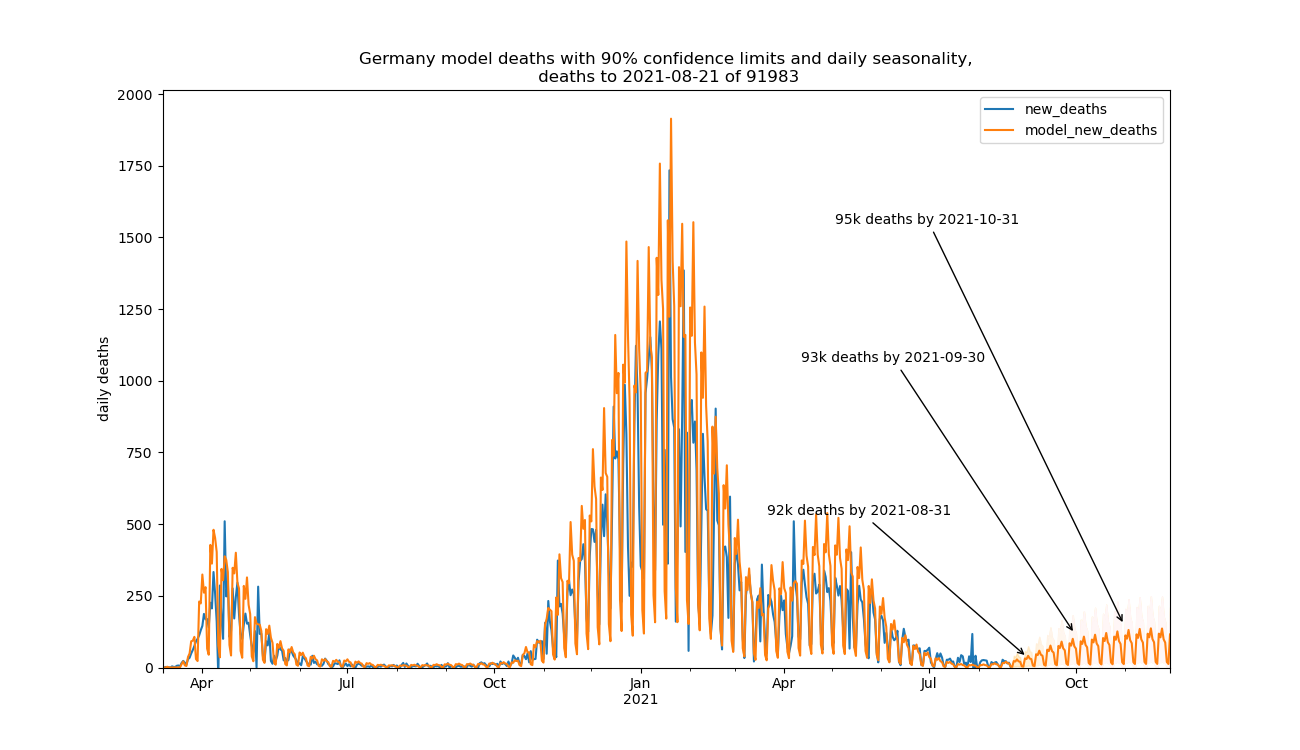 Germany model deaths with 90% confidence limits and daily seasonality,
deaths to 2021-08-21 of 91983
2000
1750
1500
1250
1000
750
500
250
0
daily deaths
new_deaths
model_new_deaths
95k deaths by 2021-10-31
93k deaths by 2021-09-30
92k deaths by 2021-08-31
Apr
Jul
Oct
Jan
2021
Apr
Jul
Oct